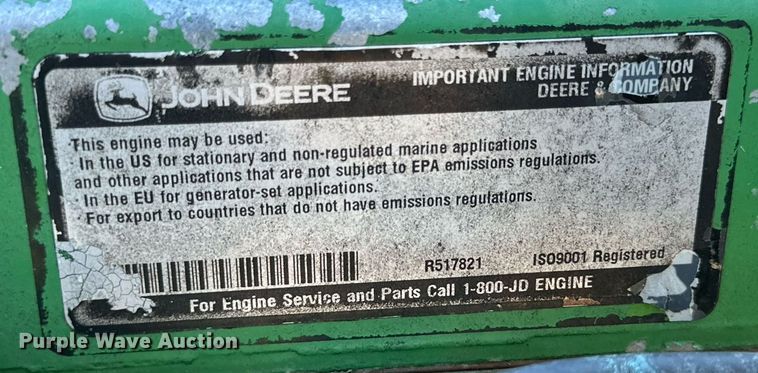 JOHN DEERE
IMPORTANT ENGINE INFORMATION
DEERE & COMPANY
This engine may be used:
· In the US for stationary and non-regulated marine applications
and other applications that are not subject to EPA emissions regulations.
· In the EU for generator-set applications.
· For export to countries that do not have emissions regulations.
R517821
ISO9001 Registered
For Engine Service and Parts Call 1-800-JD ENGINE
Purple Wave Auction